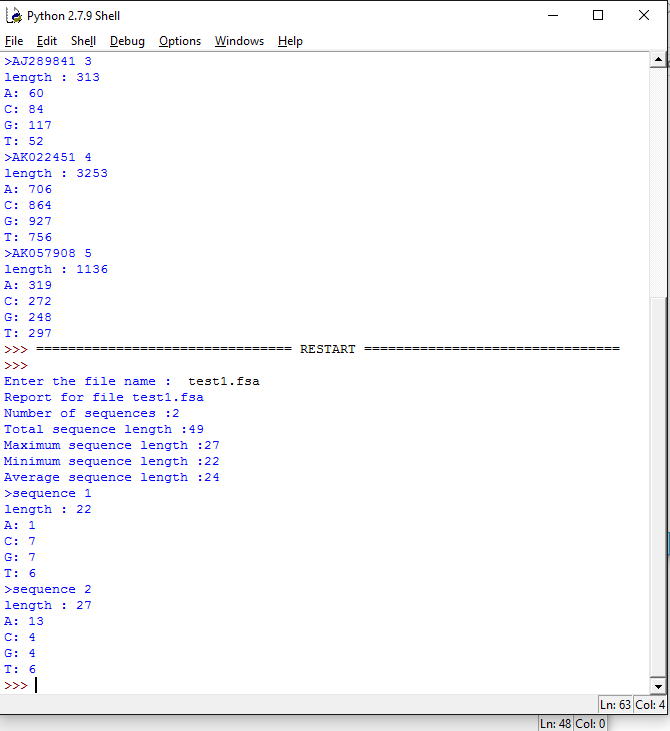 Python 2.7.9 Shell
File Edit Shell Debug Options Windows Help
>AJ289841 3
length : 313
A: 60
C: 84
G: 117
T: 52
>AK022451 4
length : 3253
A: 706
C: 864
G: 927
T: 756
>AK057908 5
length : 1136
A: 319
C: 272
G: 248
T: 297
>>> ================================ RESTART ================================
>>>
Enter the file name :  test1.fsa
Report for file test1.fsa
Number of sequences :2
Total sequence length :49
Maximum sequence length :27
Minimum sequence length :22
Average sequence length :24
>sequence 1
length : 22
A: 1
C: 7
G: 7
T: 6
>sequence 2
length : 27
A: 13
C: 4
G: 4
T: 6
>>>
Ln: 63 Col: 4
Ln: 48 Col: 0